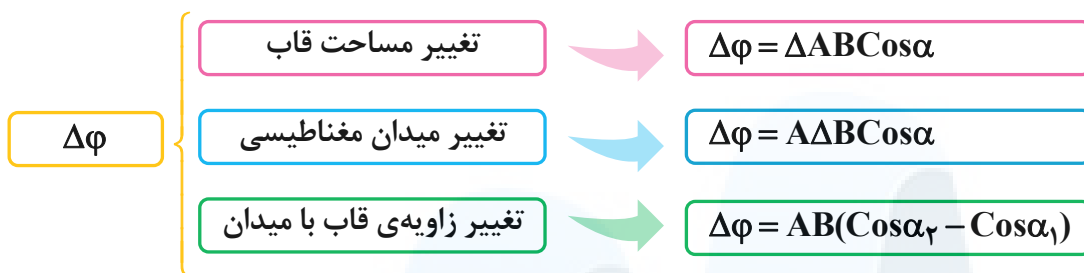 تغییر مساحت قاب
Δφ = ΔABCosα
Δφ
تغییر میدان مغناطیسی
Δφ = AΔBCosα
تغییر زاویه‌ی قاب با میدان
Δφ = AB(Cosα۲ – Cosα۱)